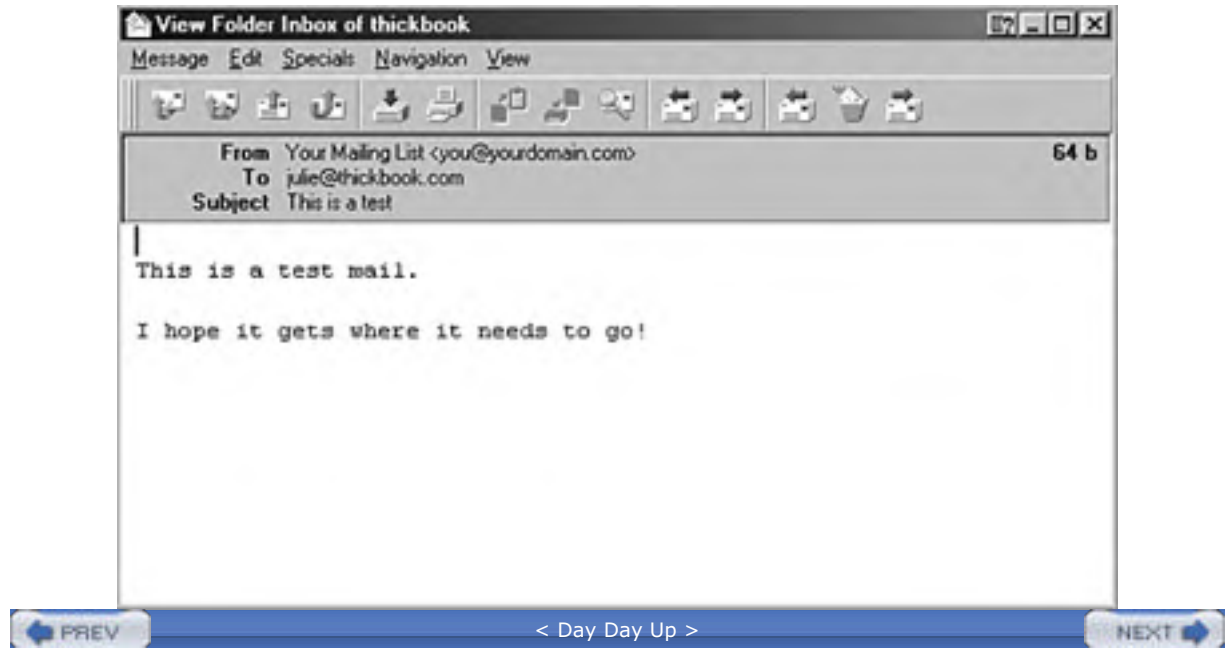 View Folder Inbox of thickbook
Message Edit Specials Navigation View
From Your Mailing List <you@yourdomain.com> 64 b
To julie@thickbook.com
Subject This is a test
This is a test mail.
I hope it gets where it needs to go!
PREV < Day Day Up > NEXT